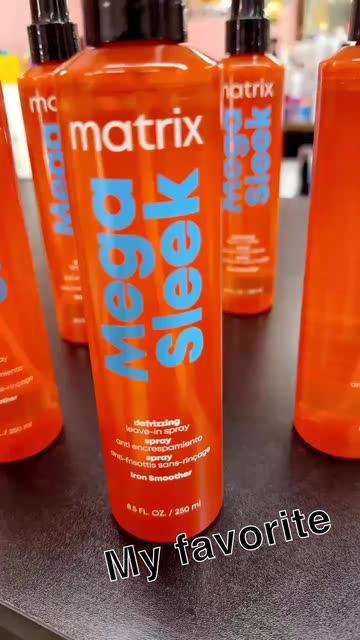 matrix
Mega
Sleek
defrizzing
leave-in spray
spray
anti encrespamiento
spray
anti-frisottis sans-rinçage
Iron Smoother
8.5 FL. OZ. / 250 ml
matrix
Mega
Sleek
Mega
My favorite